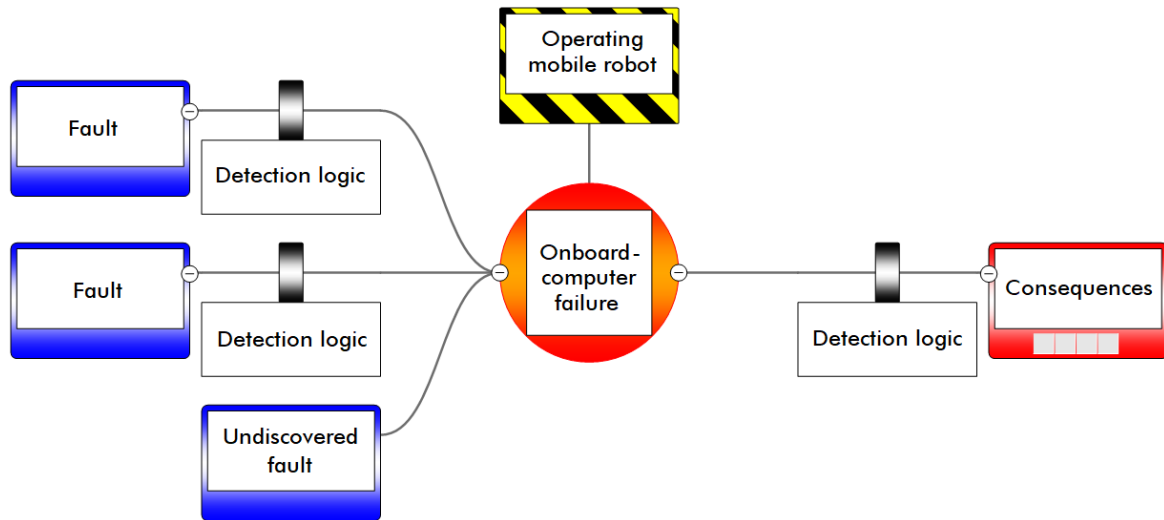 Operating
mobile robot
Fault
Detection logic
Fault
Detection logic
Undiscovered
fault
Onboard-
computer
failure
Detection logic
Consequences